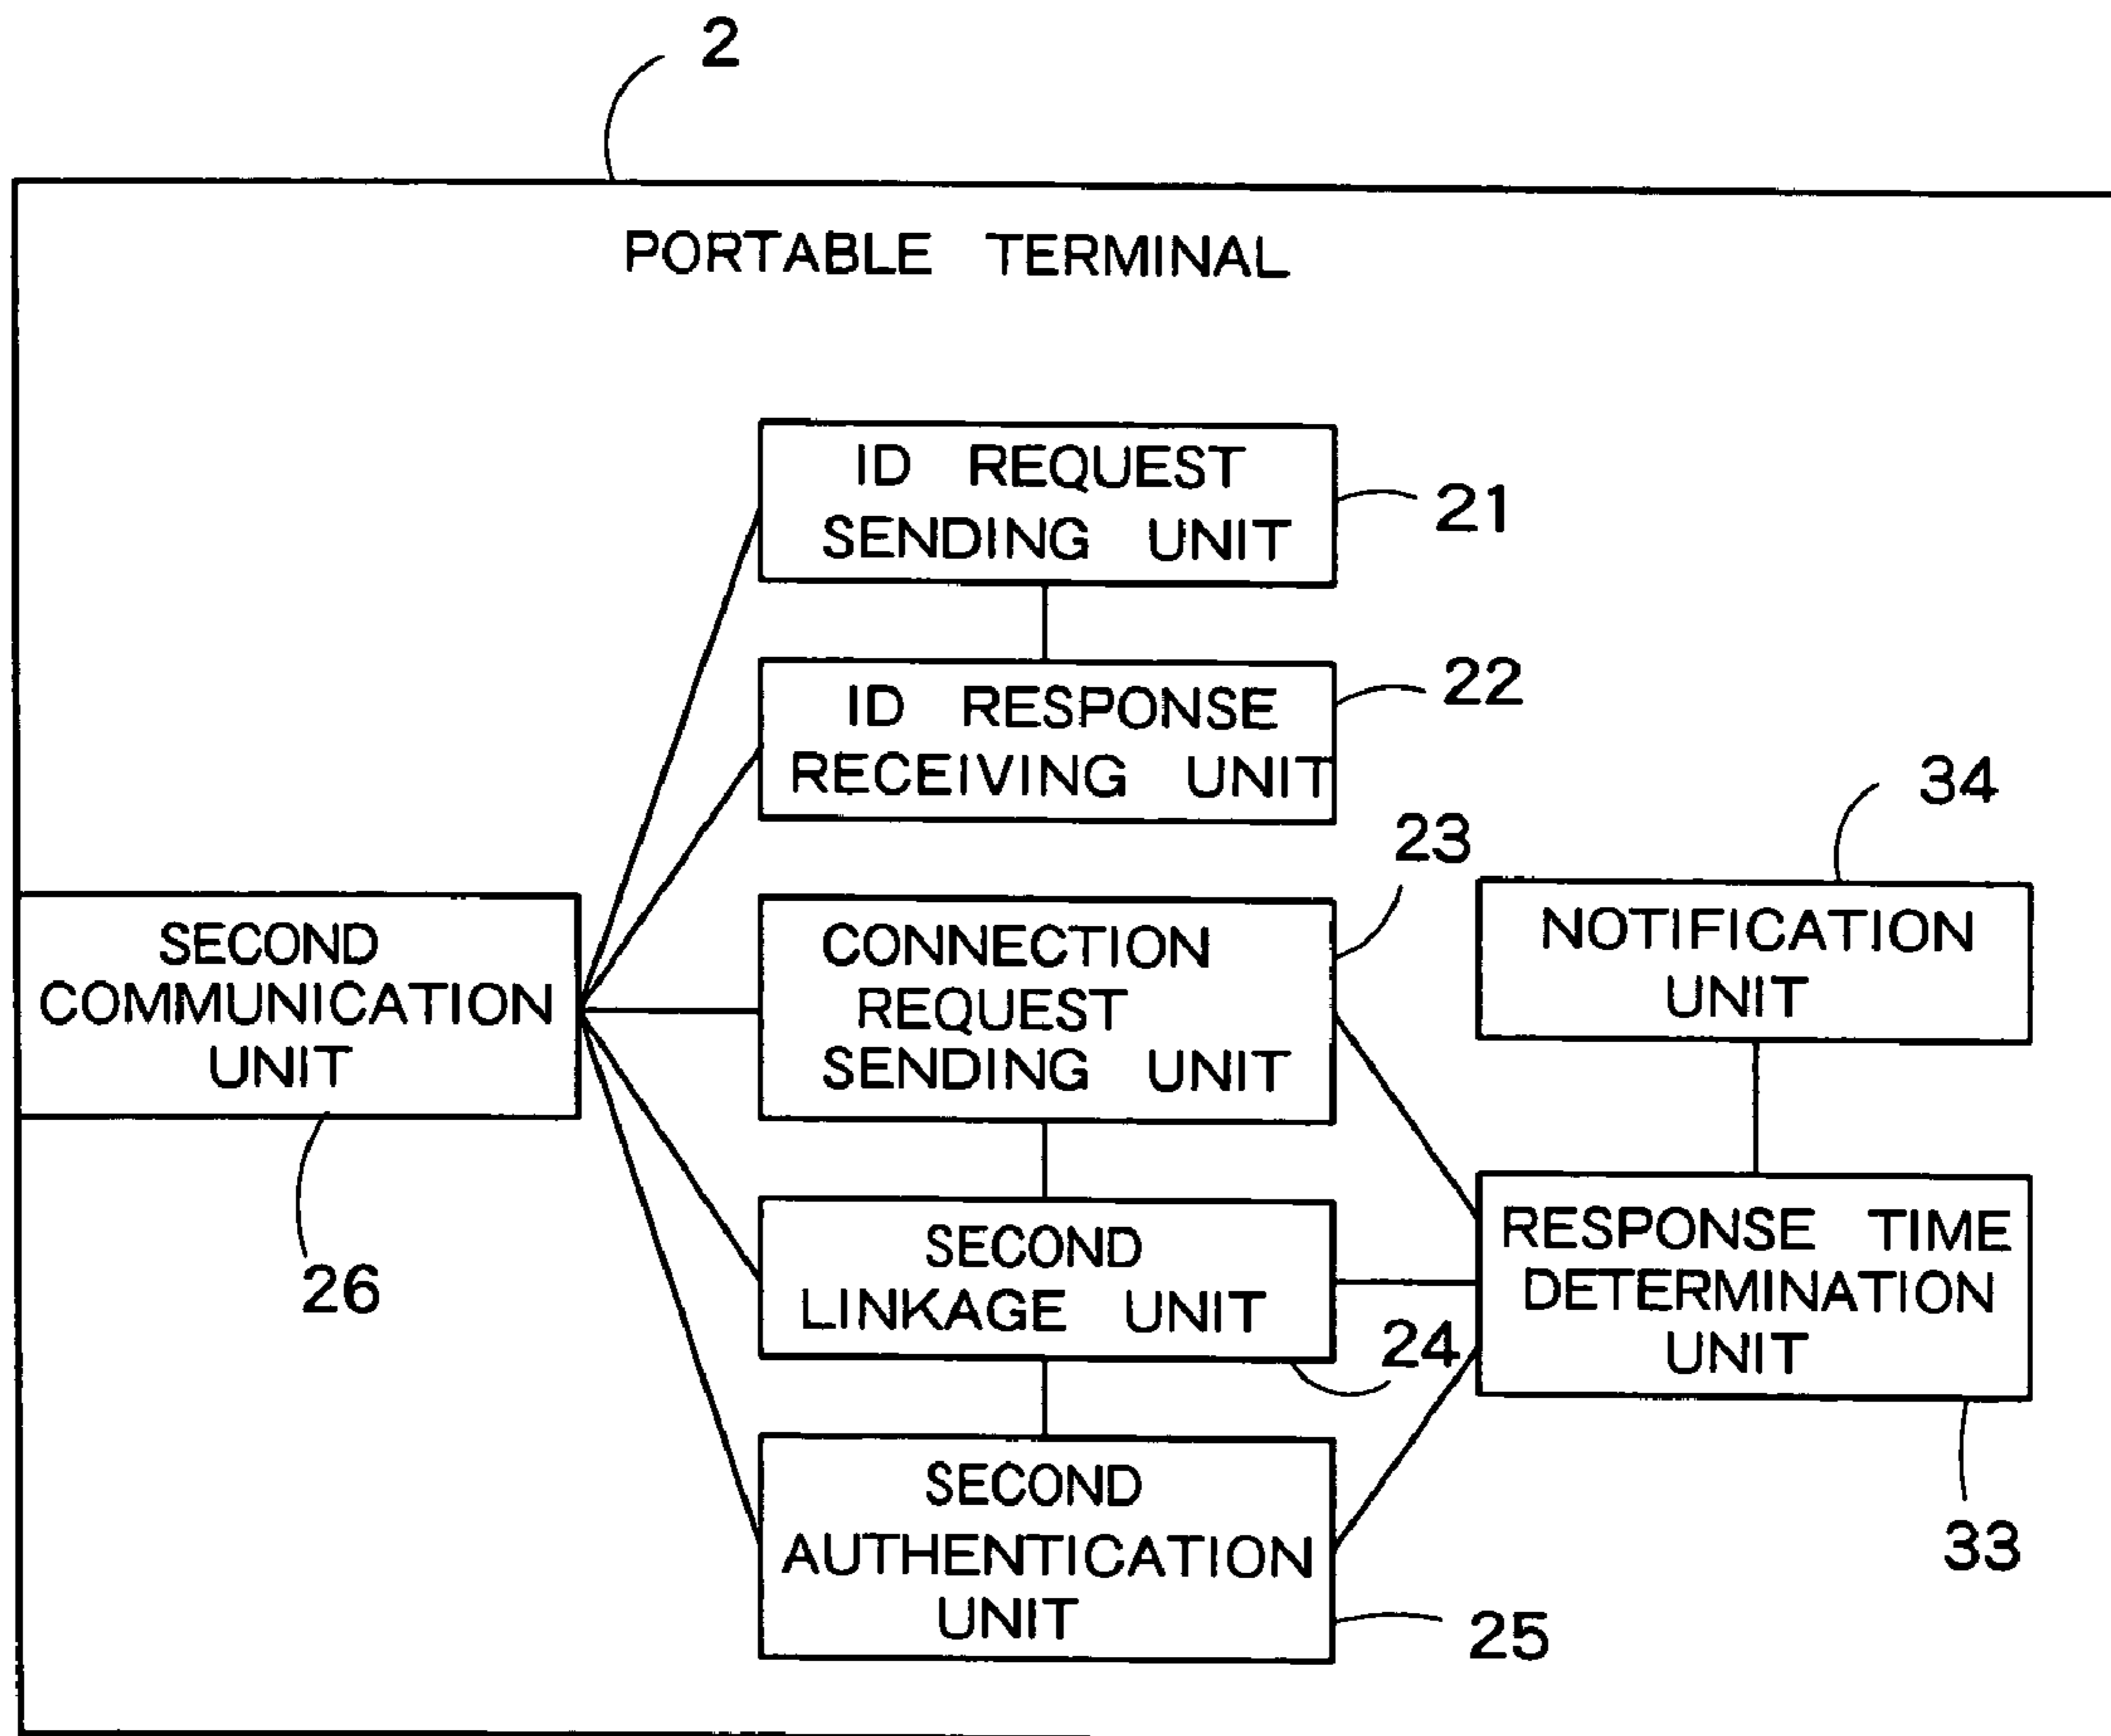 2
PORTABLE TERMINAL
ID REQUEST
SENDING UNIT
21
ID RESPONSE
RECEIVING UNIT
22
23
34
SECOND
COMMUNICATION
UNIT
26
CONNECTION
REQUEST
SENDING UNIT
NOTIFICATION
UNIT
SECOND
LINKAGE UNIT
24
RESPONSE TIME
DETERMINATION
UNIT
33
SECOND
AUTHENTICATION
UNIT
25